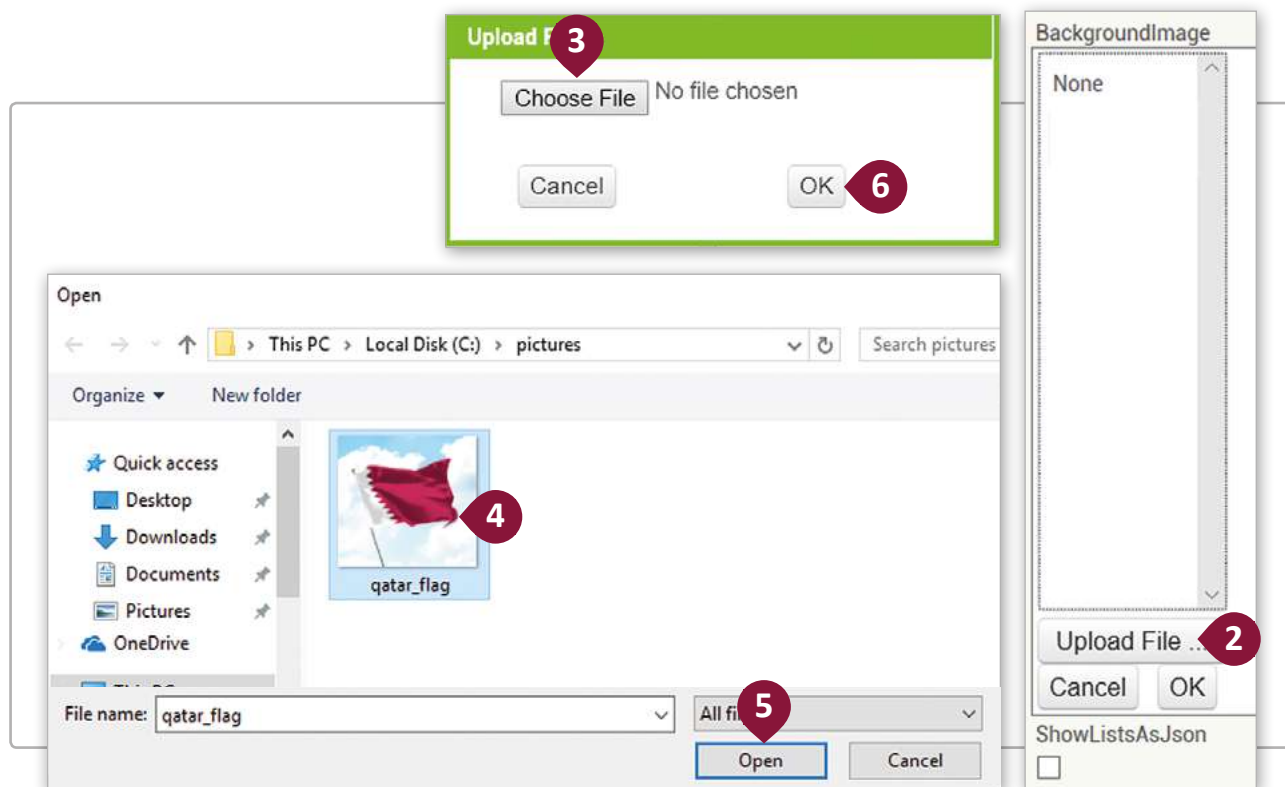 Upload F
3
Choose File No file chosen
Cancel OK 6
BackgroundImage
None
Upload File ... 2
Cancel OK
ShowListsAsJson
Open
This PC > Local Disk (C:) > pictures
Search pictures
Organize New folder
Quick access
Desktop
Downloads
Documents
Pictures
OneDrive
4
qatar_flag
File name: qatar_flag
All fi
5
Open Cancel